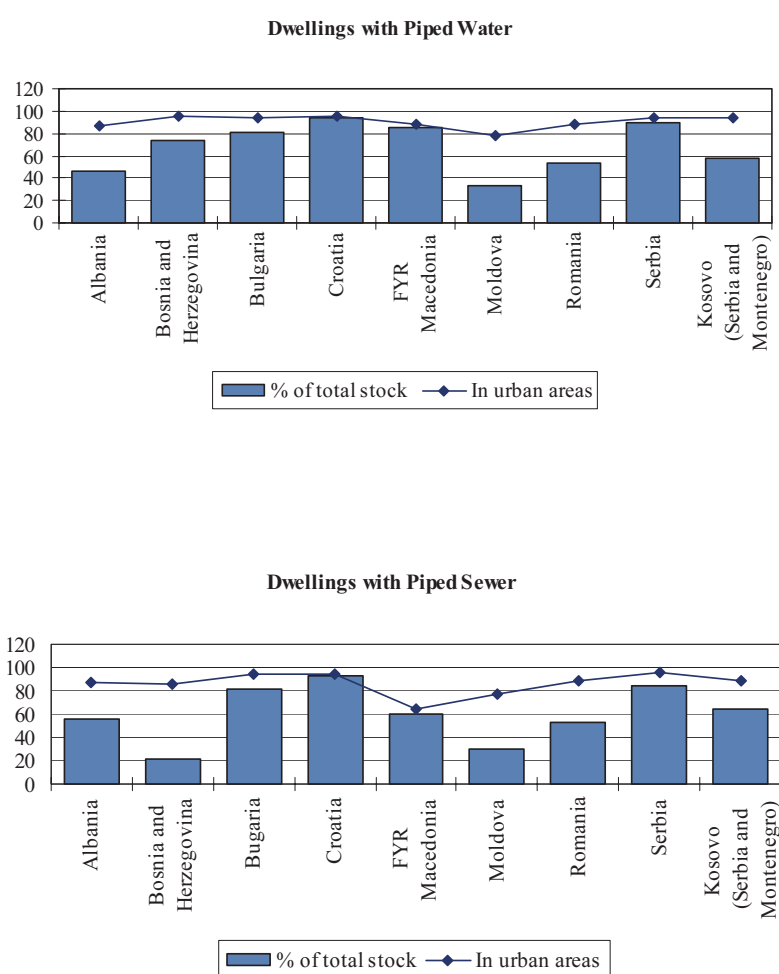 Dwellings with Piped Water
120
100
80
60
40
20
0
Albania
Bosnia and
Herzegovina
Bulgaria
Croatia
FYR
Macedonia
Moldova
Romania
Serbia
Kosovo
(Serbia and
Montenegro)
% of total stock
In urban areas
Dwellings with Piped Sewer
120
100
80
60
40
20
0
Albania
Bosnia and
Herzegovina
Bugaria
Croatia
FYR
Macedonia
Moldova
Romania
Serbia
Kosovo
(Serbia and
Montenegro)
% of total stock
In urban areas